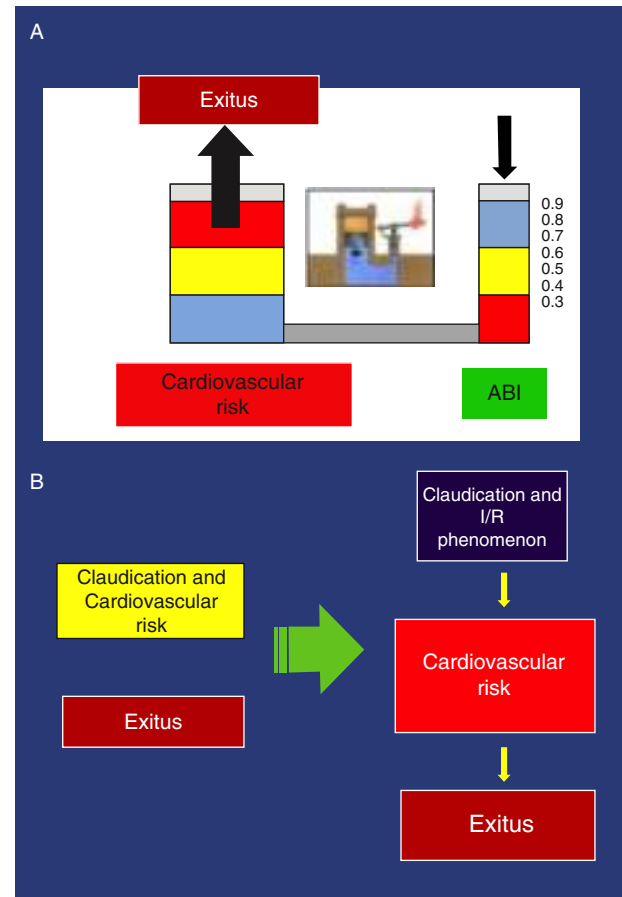 A
Exitus
0.9
0.8
0.7
0.6
0.5
0.4
0.3
Cardiovascular
risk
ABI
B
Claudication and
I/R
phenomenon
Claudication and
Cardiovascular
risk
Cardiovascular
risk
Exitus
Exitus